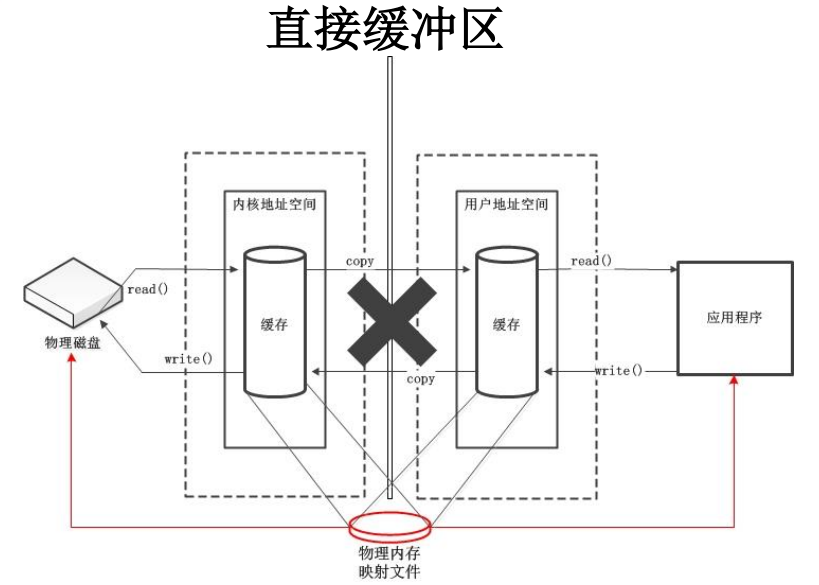 直接缓冲区
内核地址空间
用户地址空间
copy
read()
read()
缓存
缓存
应用程序
物理磁盘
write()
copy
write()
物理内存
映射文件